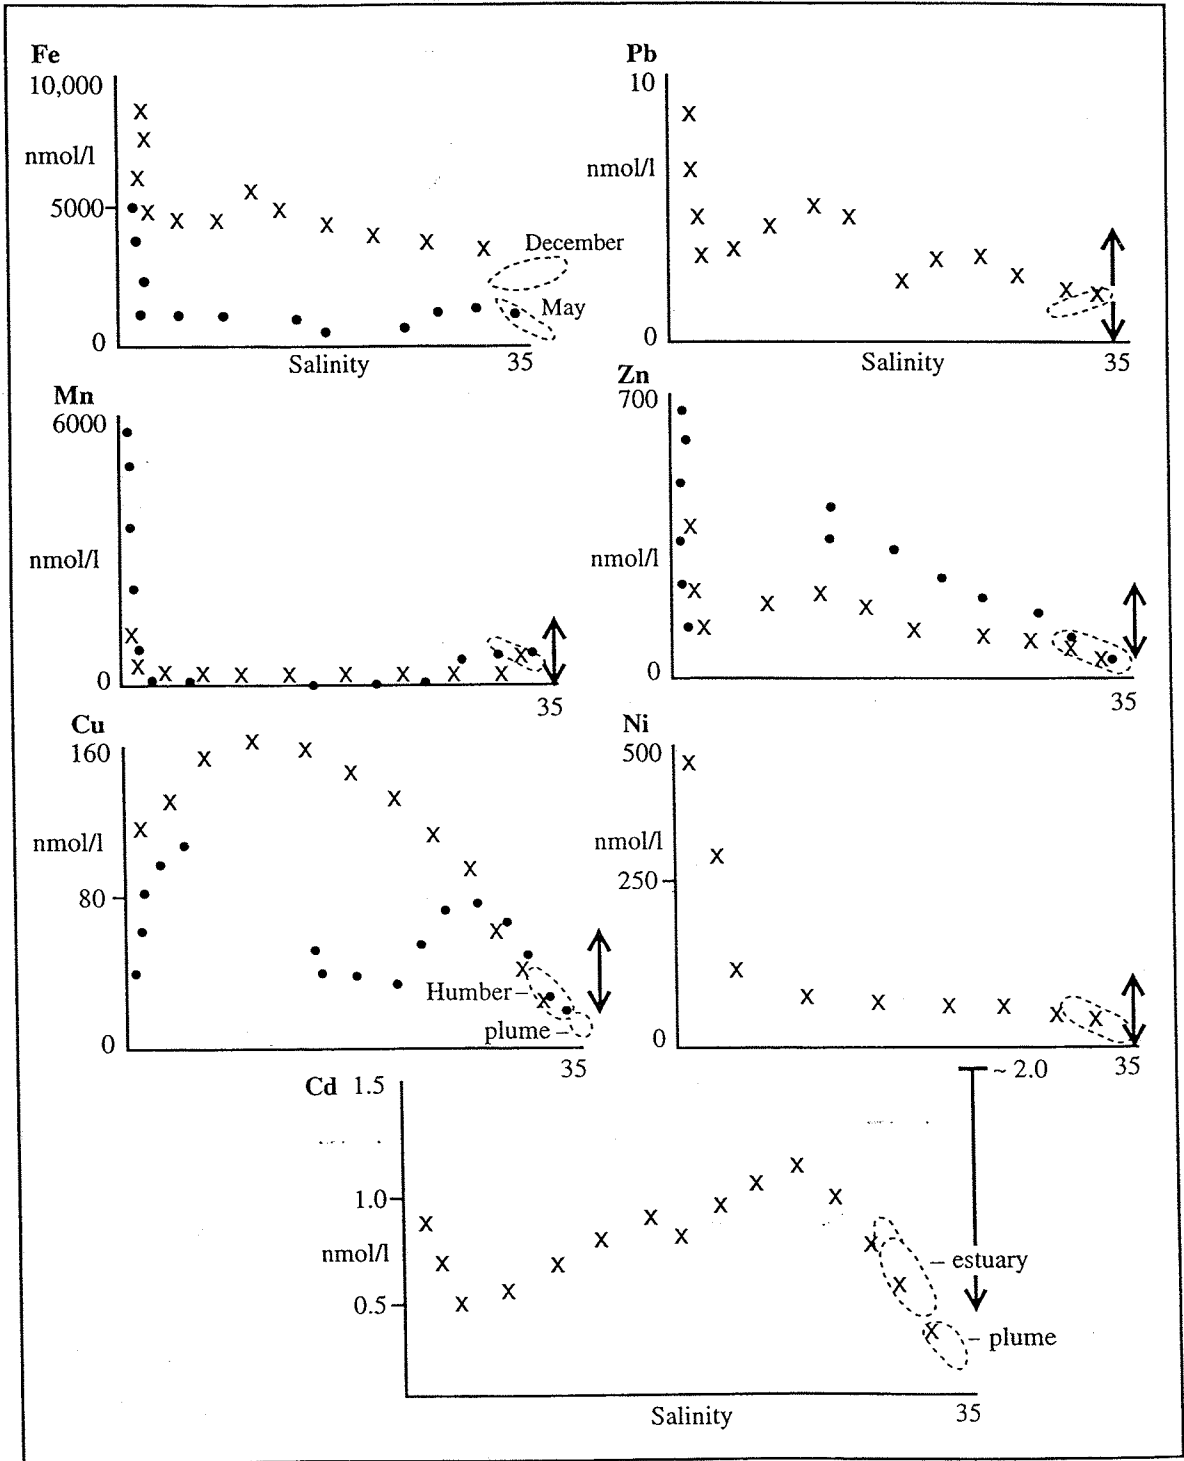 Fe
10,000
nmol/l
5000
0
December
May
Salinity
35
Pb
10
nmol/l
0
Salinity
35
Mn
6000
nmol/l
0
35
Zn
700
nmol/l
0
35
Cu
160
nmol/l
80
0
Humber
plume
35
Ni
500
nmol/l
250
0
35
Cd 1.5
~ 2.0
1.0
nmol/l
0.5
estuary
plume
Salinity
35